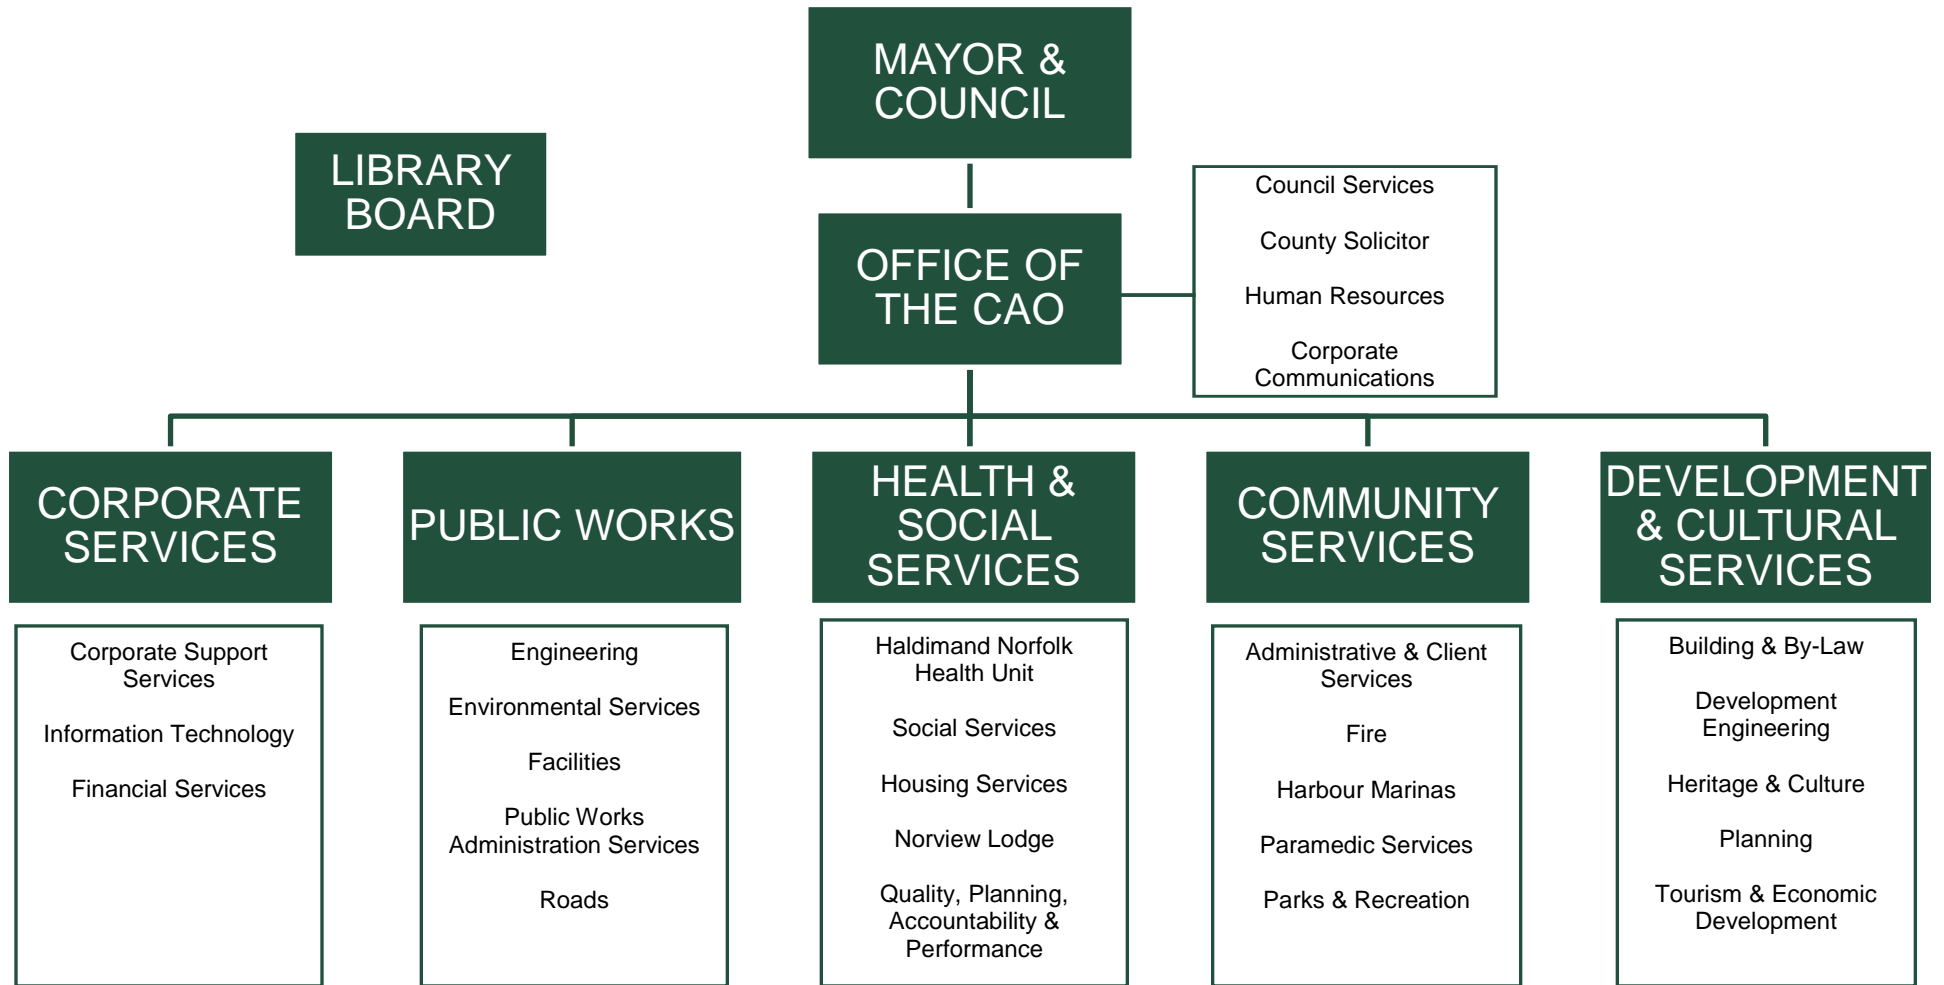 MAYOR &
COUNCIL
LIBRARY
BOARD
OFFICE OF
THE CAO
Council Services
County Solicitor
Human Resources
Corporate
Communications
CORPORATE
SERVICES
Corporate Support
Services
Information Technology
Financial Services
PUBLIC WORKS
Engineering
Environmental Services
Facilities
Public Works
Administration Services
Roads
HEALTH &
SOCIAL
SERVICES
Haldimand Norfolk
Health Unit
Social Services
Housing Services
Norview Lodge
Quality, Planning,
Accountability &
Performance
COMMUNITY
SERVICES
Administrative & Client
Services
Fire
Harbour Marinas
Paramedic Services
Parks & Recreation
DEVELOPMENT
& CULTURAL
SERVICES
Building & By-Law
Development
Engineering
Heritage & Culture
Planning
Tourism & Economic
Development